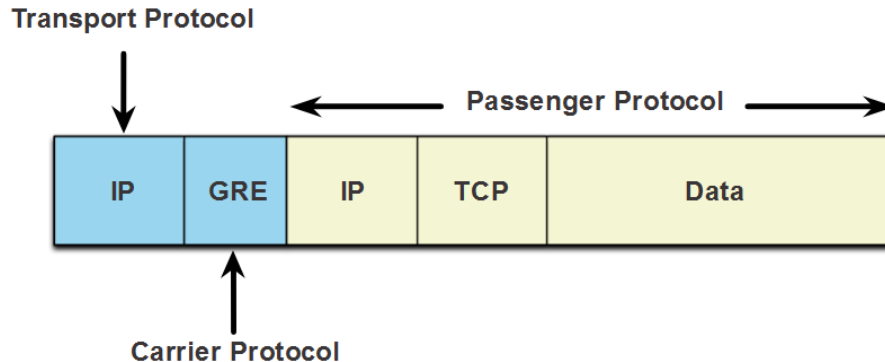 Transport Protocol
Passenger Protocol
IP GRE IP TCP Data
Carrier Protocol